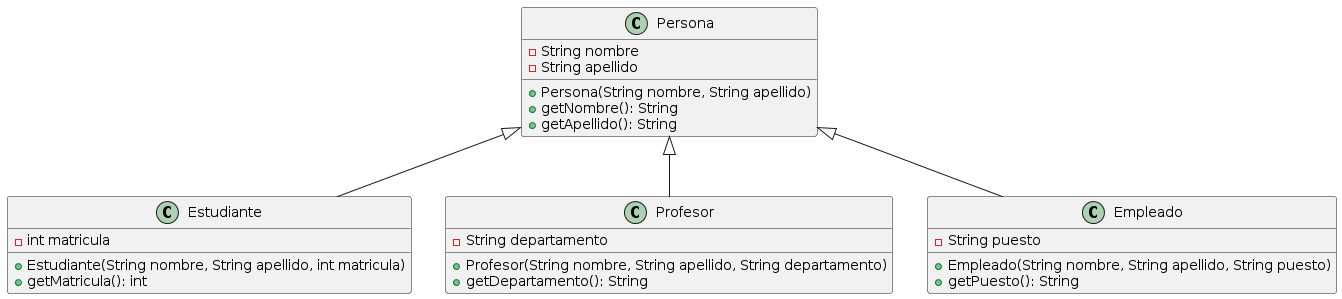 C Persona
String nombre
String apellido
Persona(String nombre, String apellido)
getNombre(): String
getApellido(): String
C Estudiante
int matricula
Estudiante(String nombre, String apellido, int matricula)
getMatricula(): int
C Profesor
String departamento
Profesor(String nombre, String apellido, String departamento)
getDepartamento(): String
C Empleado
String puesto
Empleado(String nombre, String apellido, String puesto)
getPuesto(): String